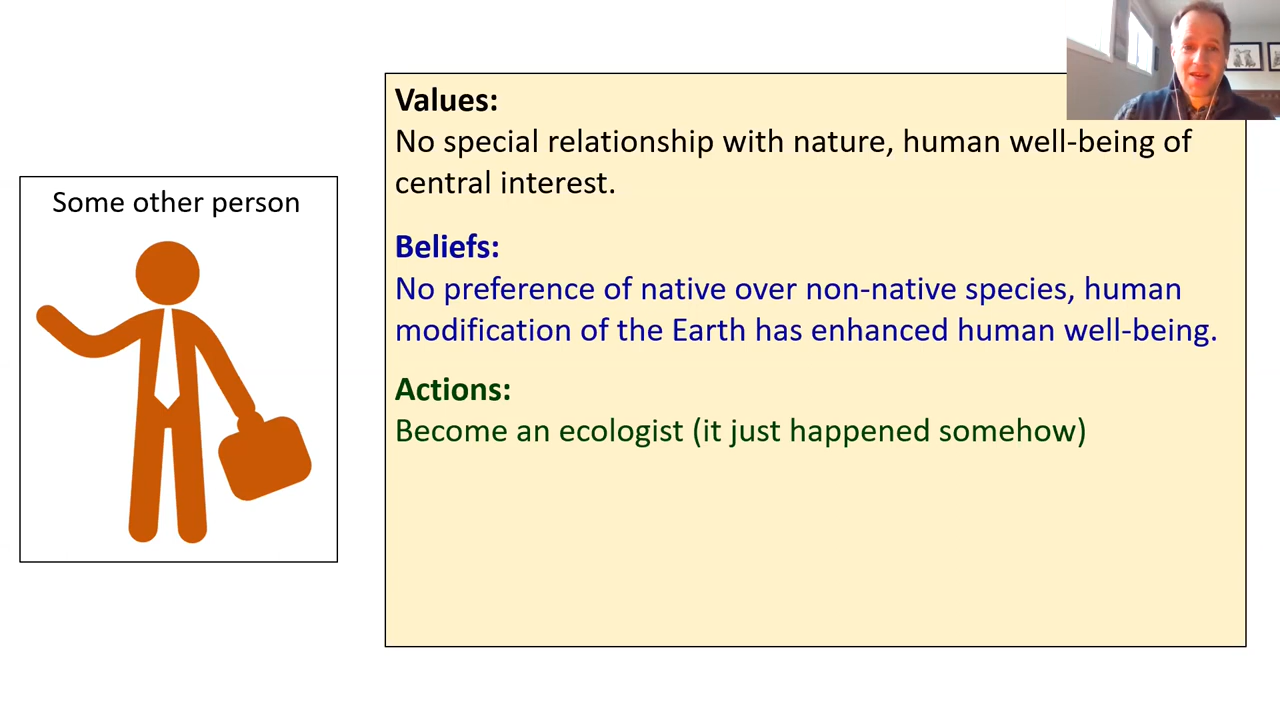 Some other person
Values:
No special relationship with nature, human well-being of
central interest.
Beliefs:
No preference of native over non-native species, human
modification of the Earth has enhanced human well-being.
Actions:
Become an ecologist (it just happened somehow)